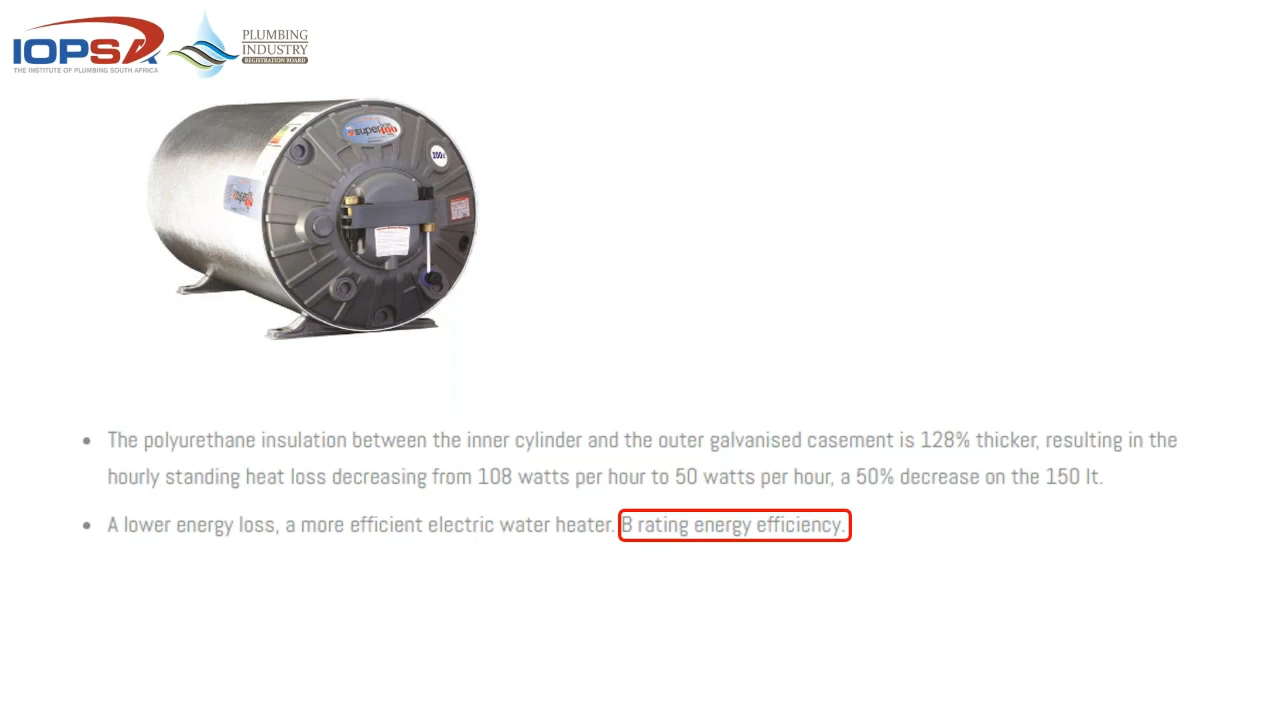 IOPSA
THE INSTITUTE OF PLUMBING SOUTH AFRICA
PLUMBING
INDUSTRY
REGISTRATION BOARD
super
400
200
The polyurethane insulation between the inner cylinder and the outer galvanised casement is 128% thicker, resulting in the
hourly standing heat loss decreasing from 108 watts per hour to 50 watts per hour, a 50% decrease on the 150 lt.
A lower energy loss, a more efficient electric water heater. B rating energy efficiency.